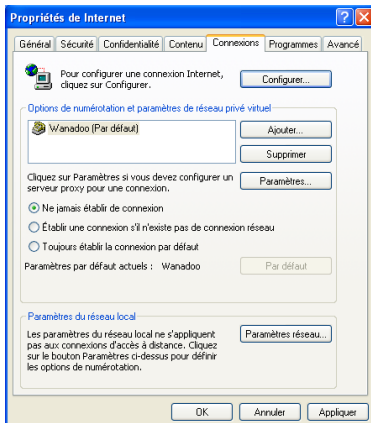 Propriétés de Internet
Général Sécurité Confidentialité Contenu Connexions Programmes Avancé
Pour configurer une connexion Internet, cliquez sur Configurer.
Configurer...
Options de numérotation et paramètres de réseau privé virtuel
Wanadoo (Par défaut)
Ajouter...
Supprimer
Cliquez sur Paramètres si vous devez configurer un
serveur proxy pour une connexion.
Paramètres...
Ne jamais établir de connexion
Établir une connexion s'il n'existe pas de connexion réseau
Toujours établir la connexion par défaut
Paramètres par défaut actuels : Wanadoo
Par défaut
Paramètres du réseau local
Les paramètres du réseau local ne s'appliquent
pas aux connexions d'accès à distance. Cliquez
sur le bouton Paramètres ci-dessus pour définir
les options de numérotation.
Paramètres réseau...
OK Annuler Appliquer